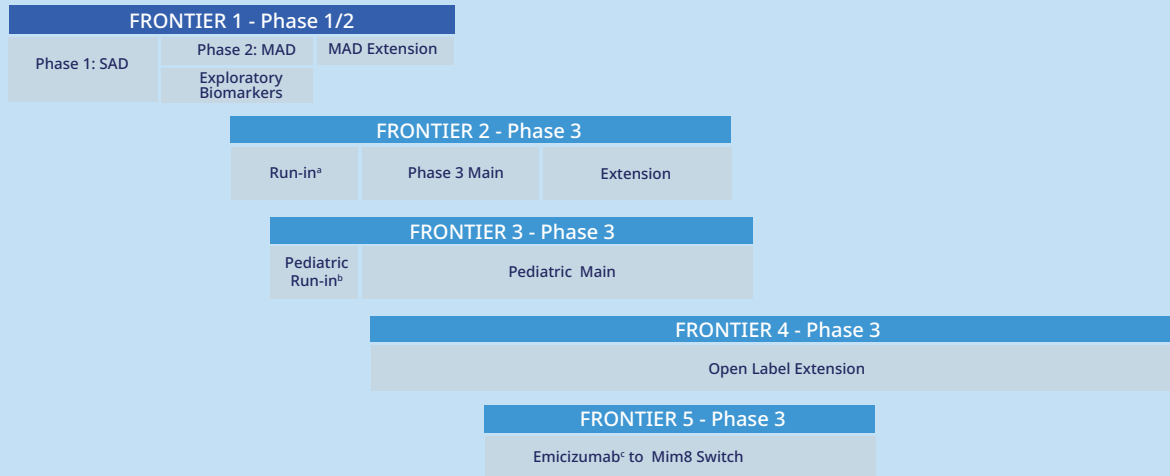 FRONTIER 1 - Phase 1/2
Phase 1: SAD
Phase 2: MAD
MAD Extension
Exploratory
Biomarkers
FRONTIER 2 - Phase 3
Run-inᵃ
Phase 3 Main
Extension
FRONTIER 3 - Phase 3
Pediatric
Run-inᵇ
Pediatric Main
FRONTIER 4 - Phase 3
Open Label Extension
FRONTIER 5 - Phase 3
Emicizumabᶜ to Mim8 Switch